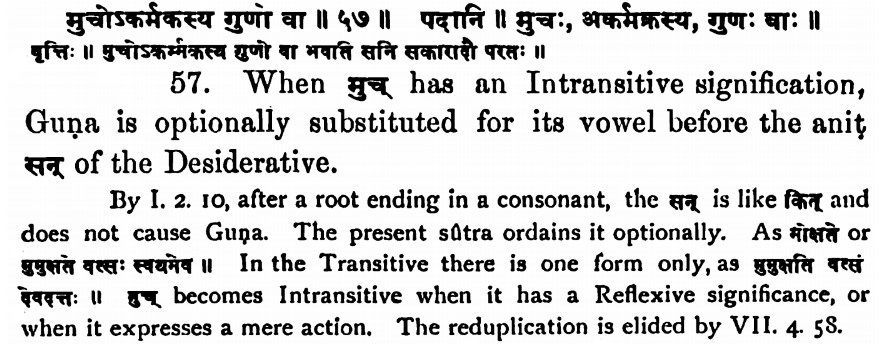 मुचोऽकर्मकस्य गुणो वा ॥ ५७ ॥ पदानि ॥ मुचः, अकर्मकस्य, गुणः वाः ॥
वृत्तिः ॥ मुचोऽकर्म्मकस्य गुणो वा भवति सनि सकारादौ परतः ॥
57. When मुच् has an Intransitive signification,
Guṇa is optionally substituted for its vowel before the aniṭ
सन् of the Desiderative.
By I. 2. 10, after a root ending in a consonant, the सन् is like कित् and
does not cause Guṇa. The present sûtra ordains it optionally. As मोक्षते or
मुमुक्षते वत्सः स्वयमेव ॥ In the Transitive there is one form only, as मुमुक्षति वत्सं
देवदत्तः ॥ मुच् becomes Intransitive when it has a Reflexive significance, or
when it expresses a mere action. The reduplication is elided by VII. 4. 58.